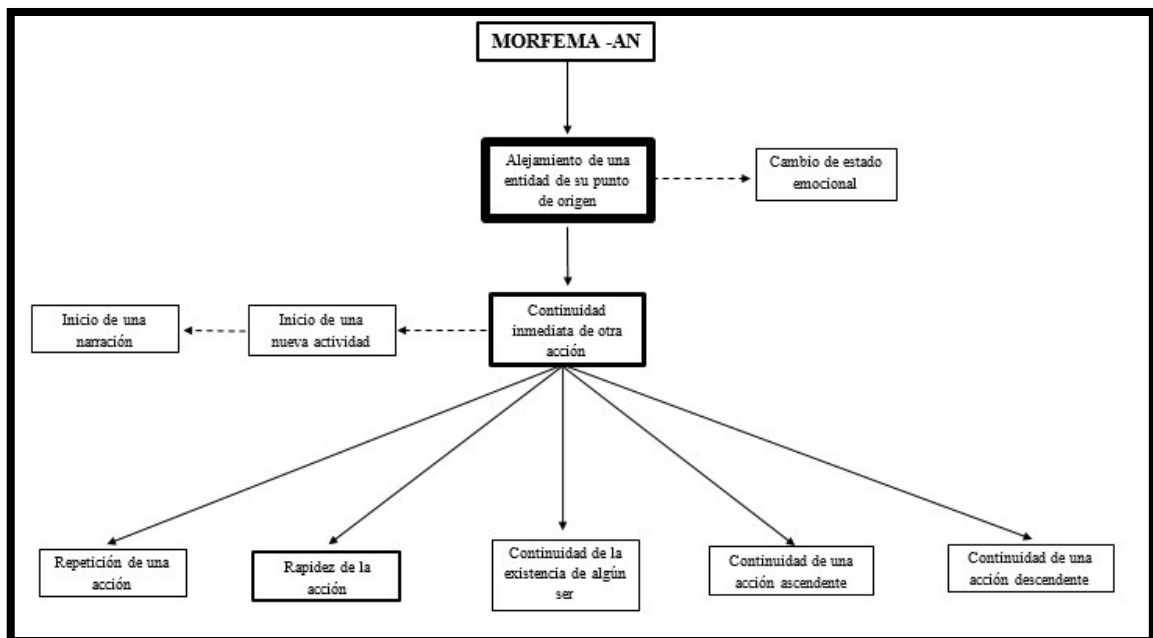 MORFEMA -AN
Alejamiento de una
entidad de su punto
de origen
Cambio de estado
emocional
Inicio de una
narración
Inicio de una
nueva actividad
Continuidad
inmediata de otra
acción
Repetición de una
acción
Rapidez de la
acción
Continuidad de la
existencia de algún
ser
Continuidad de una
acción ascendente
Continuidad de una
acción descendente